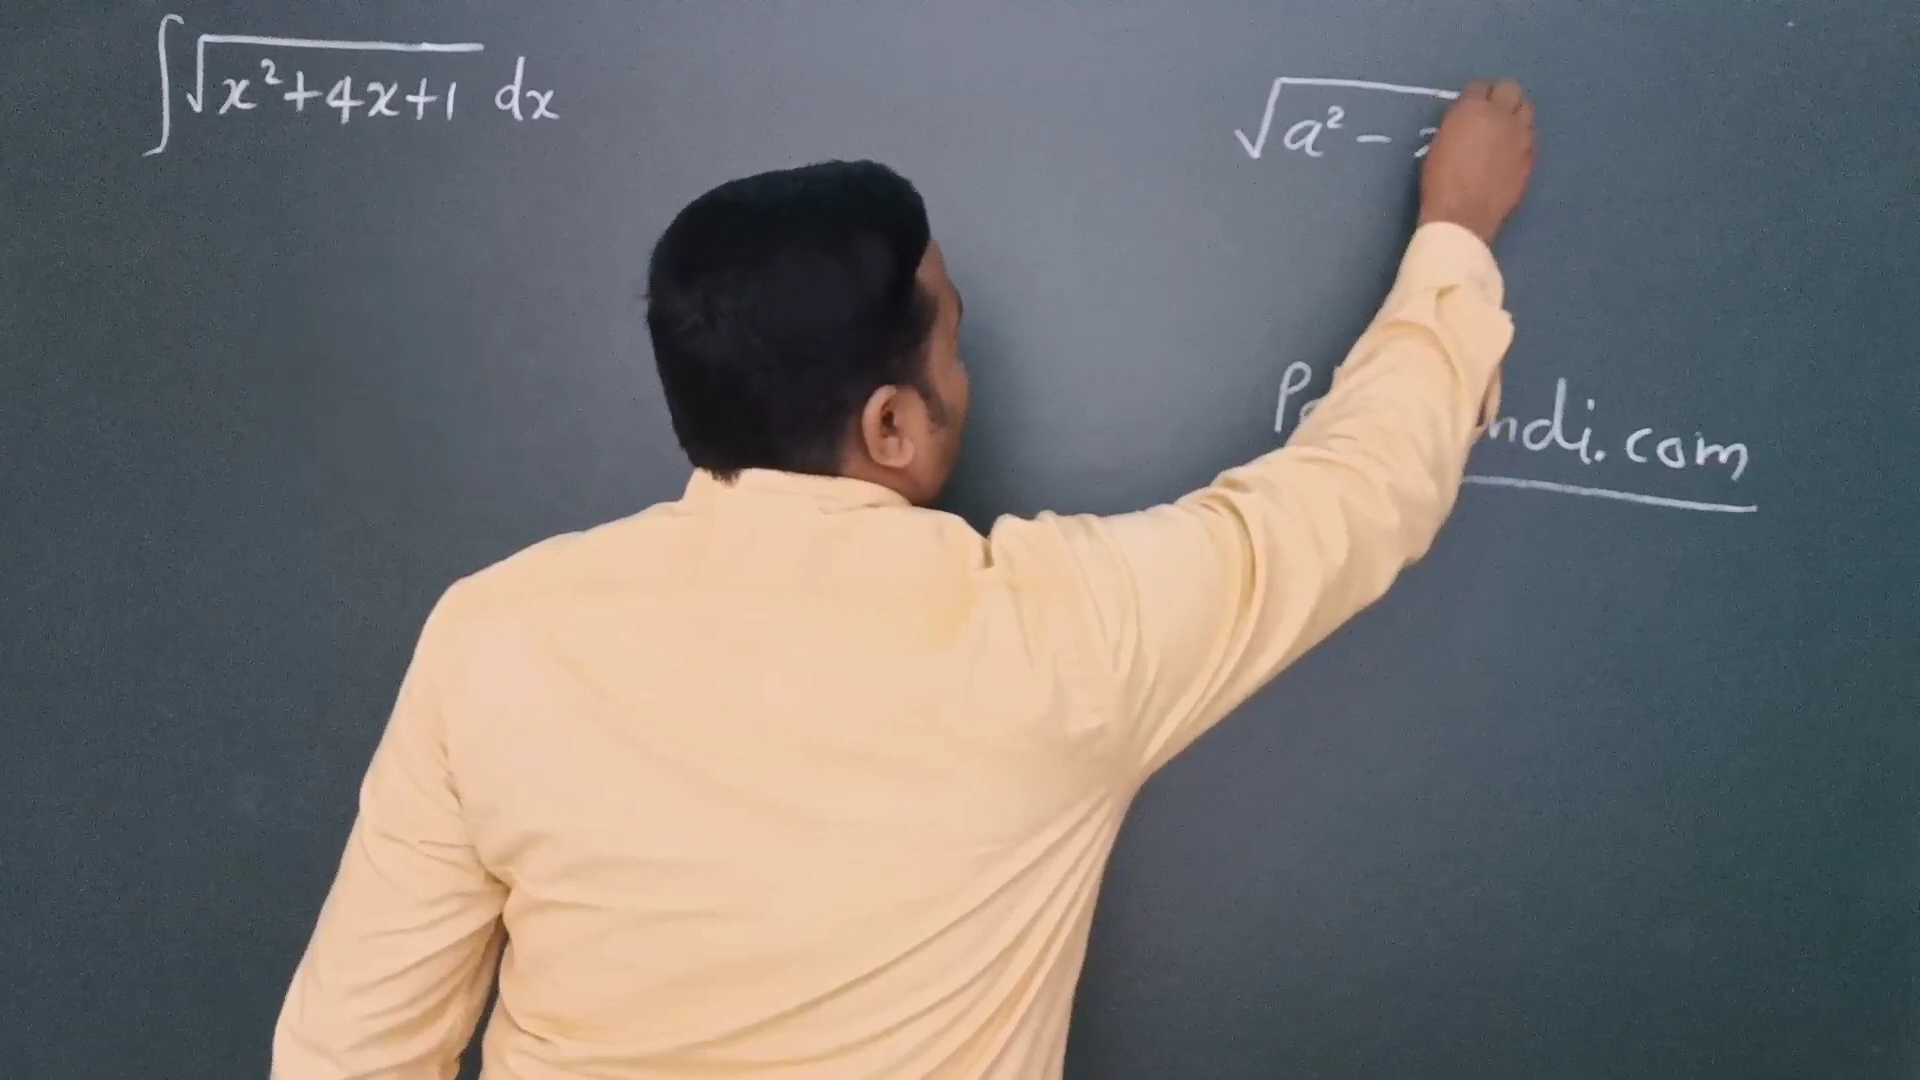 ∫√(x²+4x+1) dx
√a² −
ndi.com